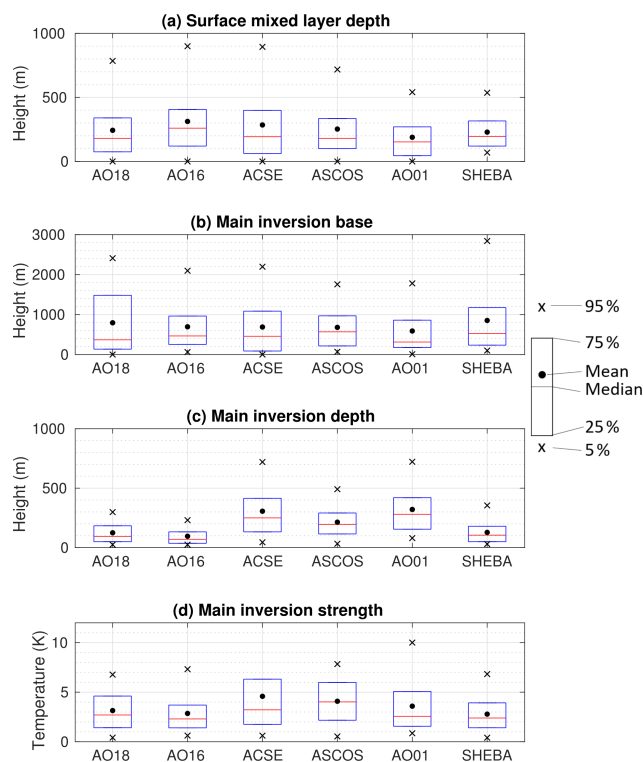 (a) Surface mixed layer depth
1000
500
0
Height (m)
AO18 AO16 ACSE ASCOS AO01 SHEBA
(b) Main inversion base
3000
2000
1000
0
Height (m)
AO18 AO16 ACSE ASCOS AO01 SHEBA
95%
75%
Mean
Median
25%
5%
(c) Main inversion depth
1000
500
0
Height (m)
AO18 AO16 ACSE ASCOS AO01 SHEBA
(d) Main inversion strength
10
5
0
Temperature (K)
AO18 AO16 ACSE ASCOS AO01 SHEBA